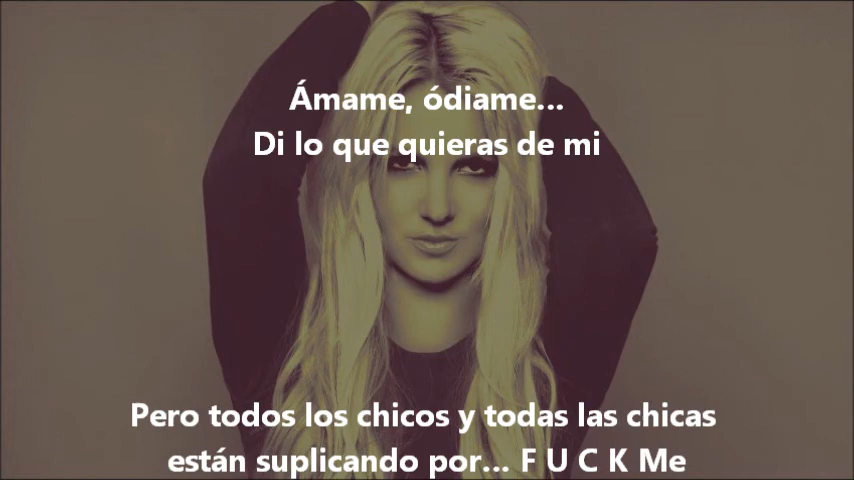 Ámame, ódiame...
Di lo que quieras de mi
Pero todos los chicos y todas las chicas
están suplicando por... F U C K Me